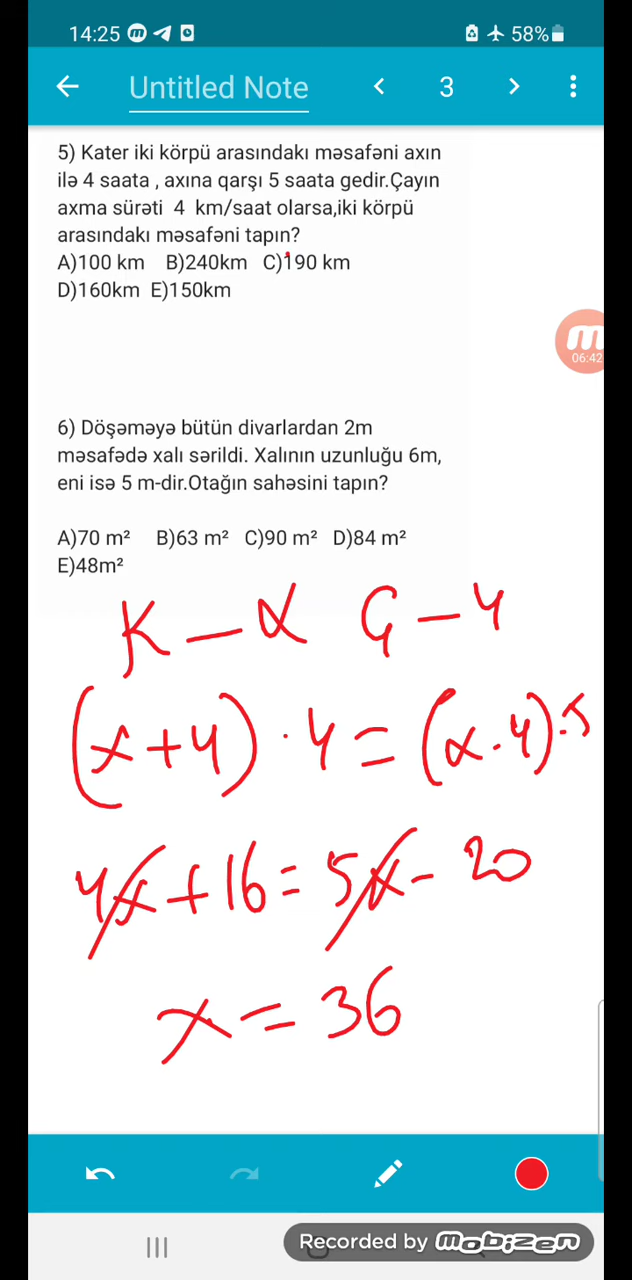 14:25 58%
Untitled Note < 3 >
5) Kater iki körpü arasındakı məsafəni axın
ilə 4 saata , axına qarşı 5 saata gedir.Çayın
axma sürəti 4 km/saat olarsa,iki körpü
arasındakı məsafəni tapın?
A)100 km B)240km C)190 km
D)160km E)150km
m
06:42
6) Döşəməyə bütün divarlardan 2m
məsafədə xalı sərildi. Xalının uzunluğu 6m,
eni isə 5 m-dir.Otağın sahəsini tapın?
A)70 m² B)63 m² C)90 m² D)84 m²
E)48m²
K – x Ç – 4
(x+4)·4=(x-4)·5
4x+16=5x-20
x=36
Recorded by mobizen